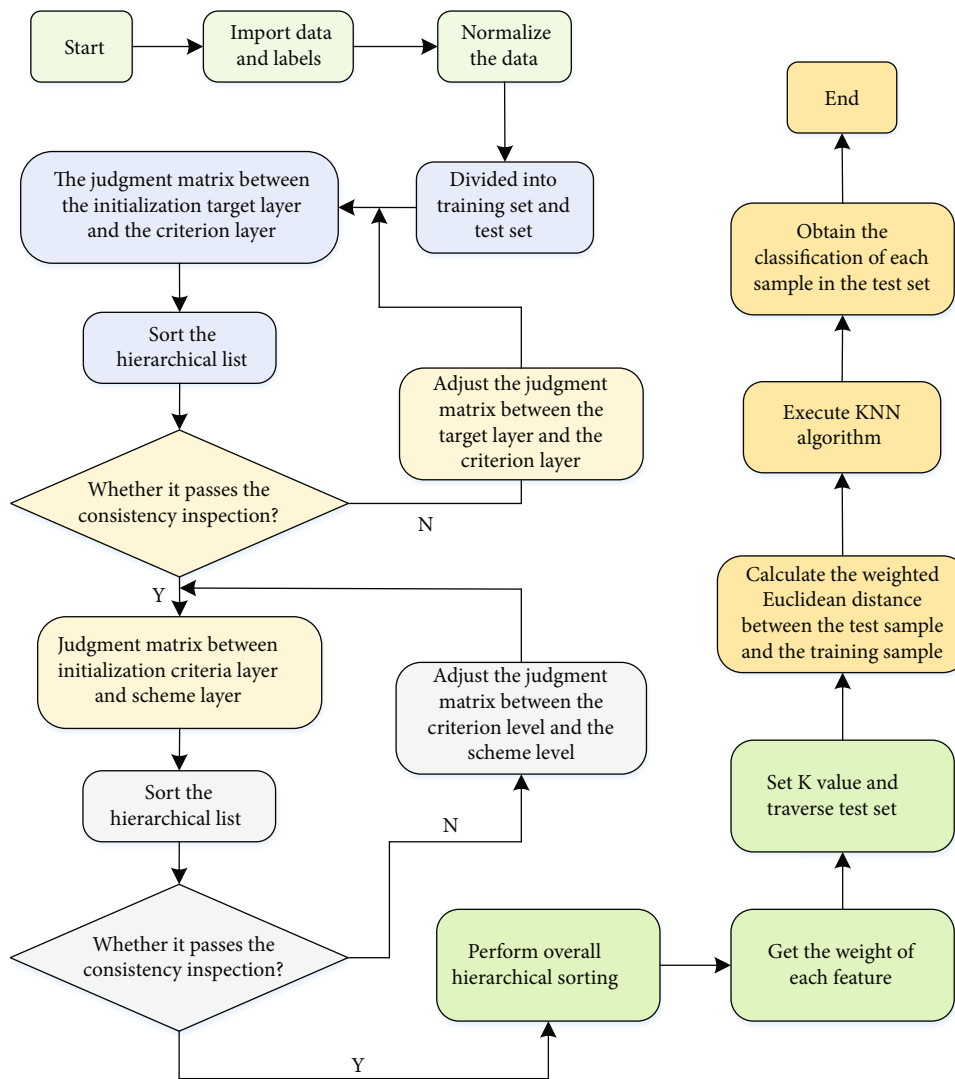 Start
Import data
and labels
Normalize
the data
Divided into
training set and
test set
The judgment matrix between
the initialization target layer
and the criterion layer
Sort the
hierarchical list
Adjust the judgment
matrix between the
target layer and the
criterion layer
Whether it passes the
consistency inspection?
N
Y
Judgment matrix between
initialization criteria layer
and scheme layer
Adjust the judgment
matrix between the
criterion level and the
scheme level
Sort the
hierarchical list
N
Whether it passes the
consistency inspection?
Y
Perform overall
hierarchical sorting
Get the weight of
each feature
Set K value and
traverse test set
Calculate the weighted
Euclidean distance
between the test sample
and the training sample
Execute KNN
algorithm
Obtain the
classification of each
sample in the test set
End